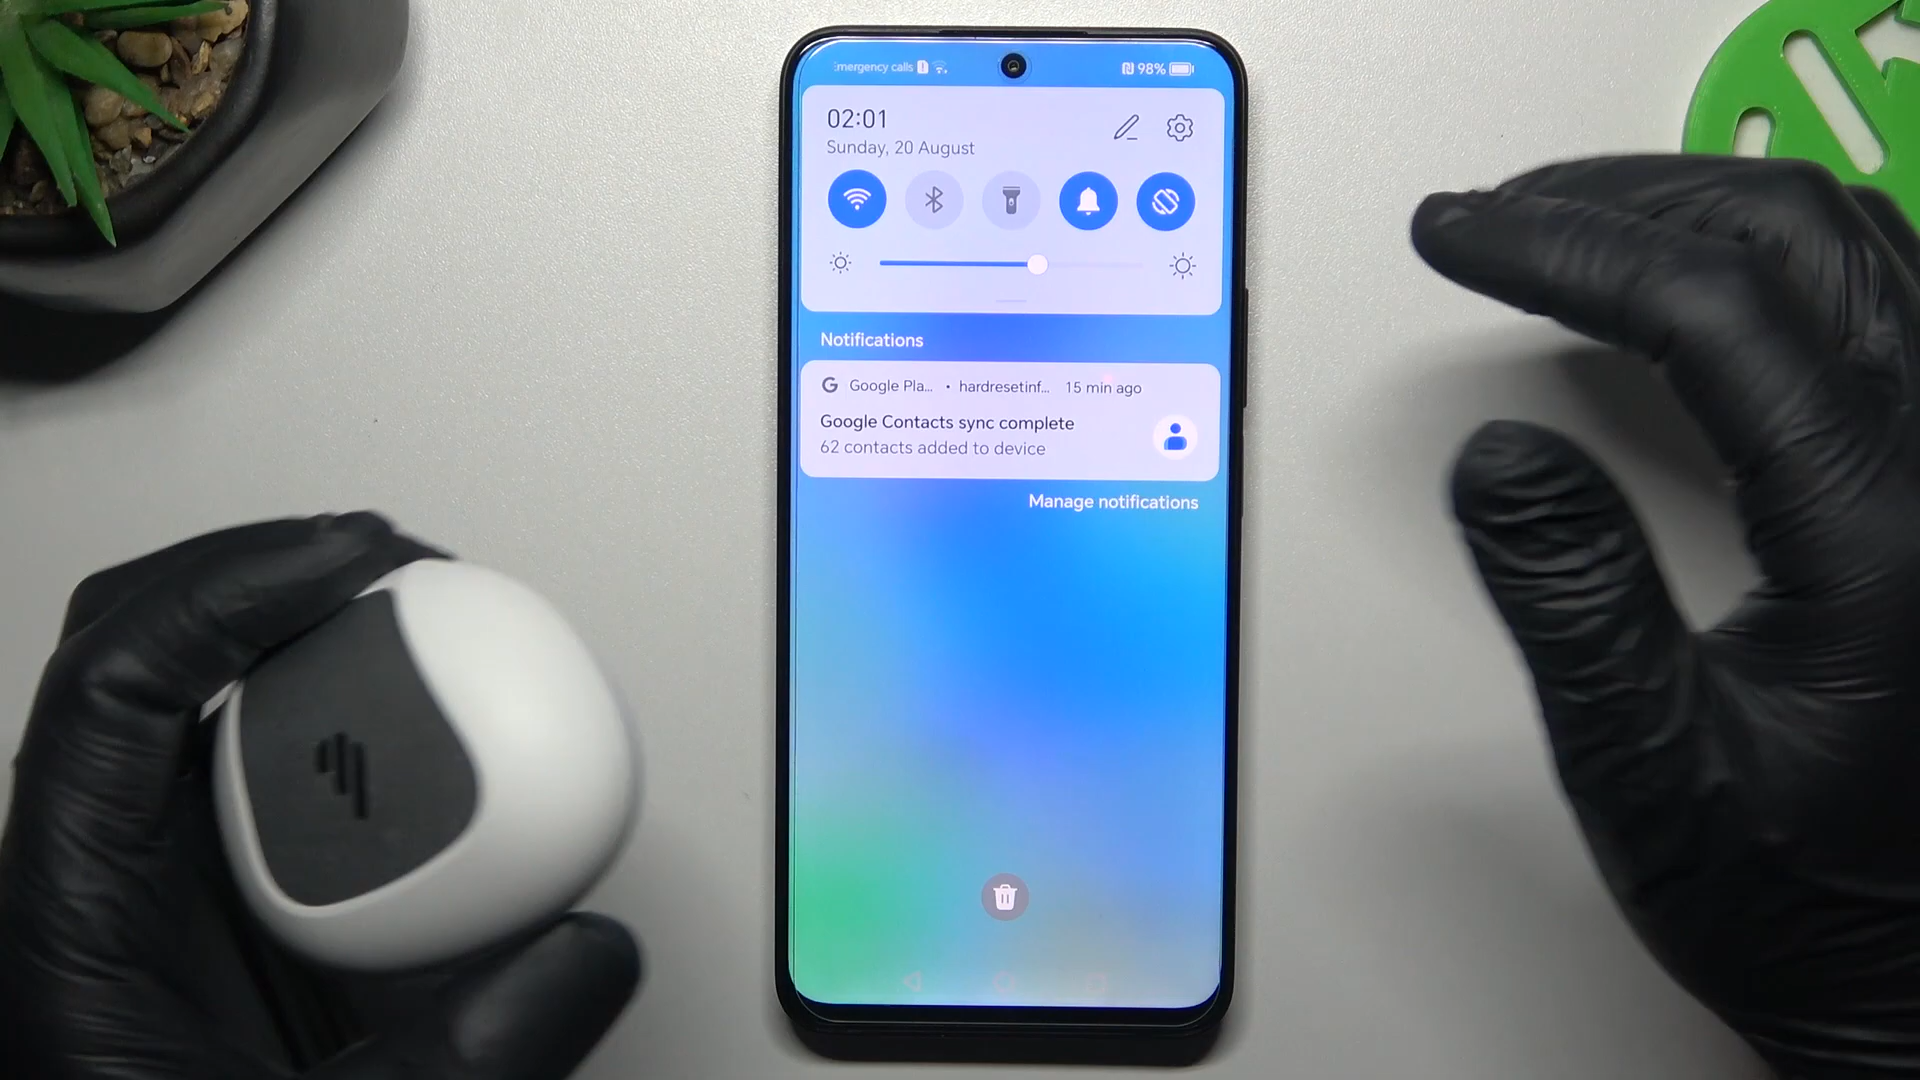 mergency calls
98%
02:01
Sunday, 20 August
Notifications
G Google Pla... • hardresetinf... 15 min ago
Google Contacts sync complete
62 contacts added to device
Manage notifications